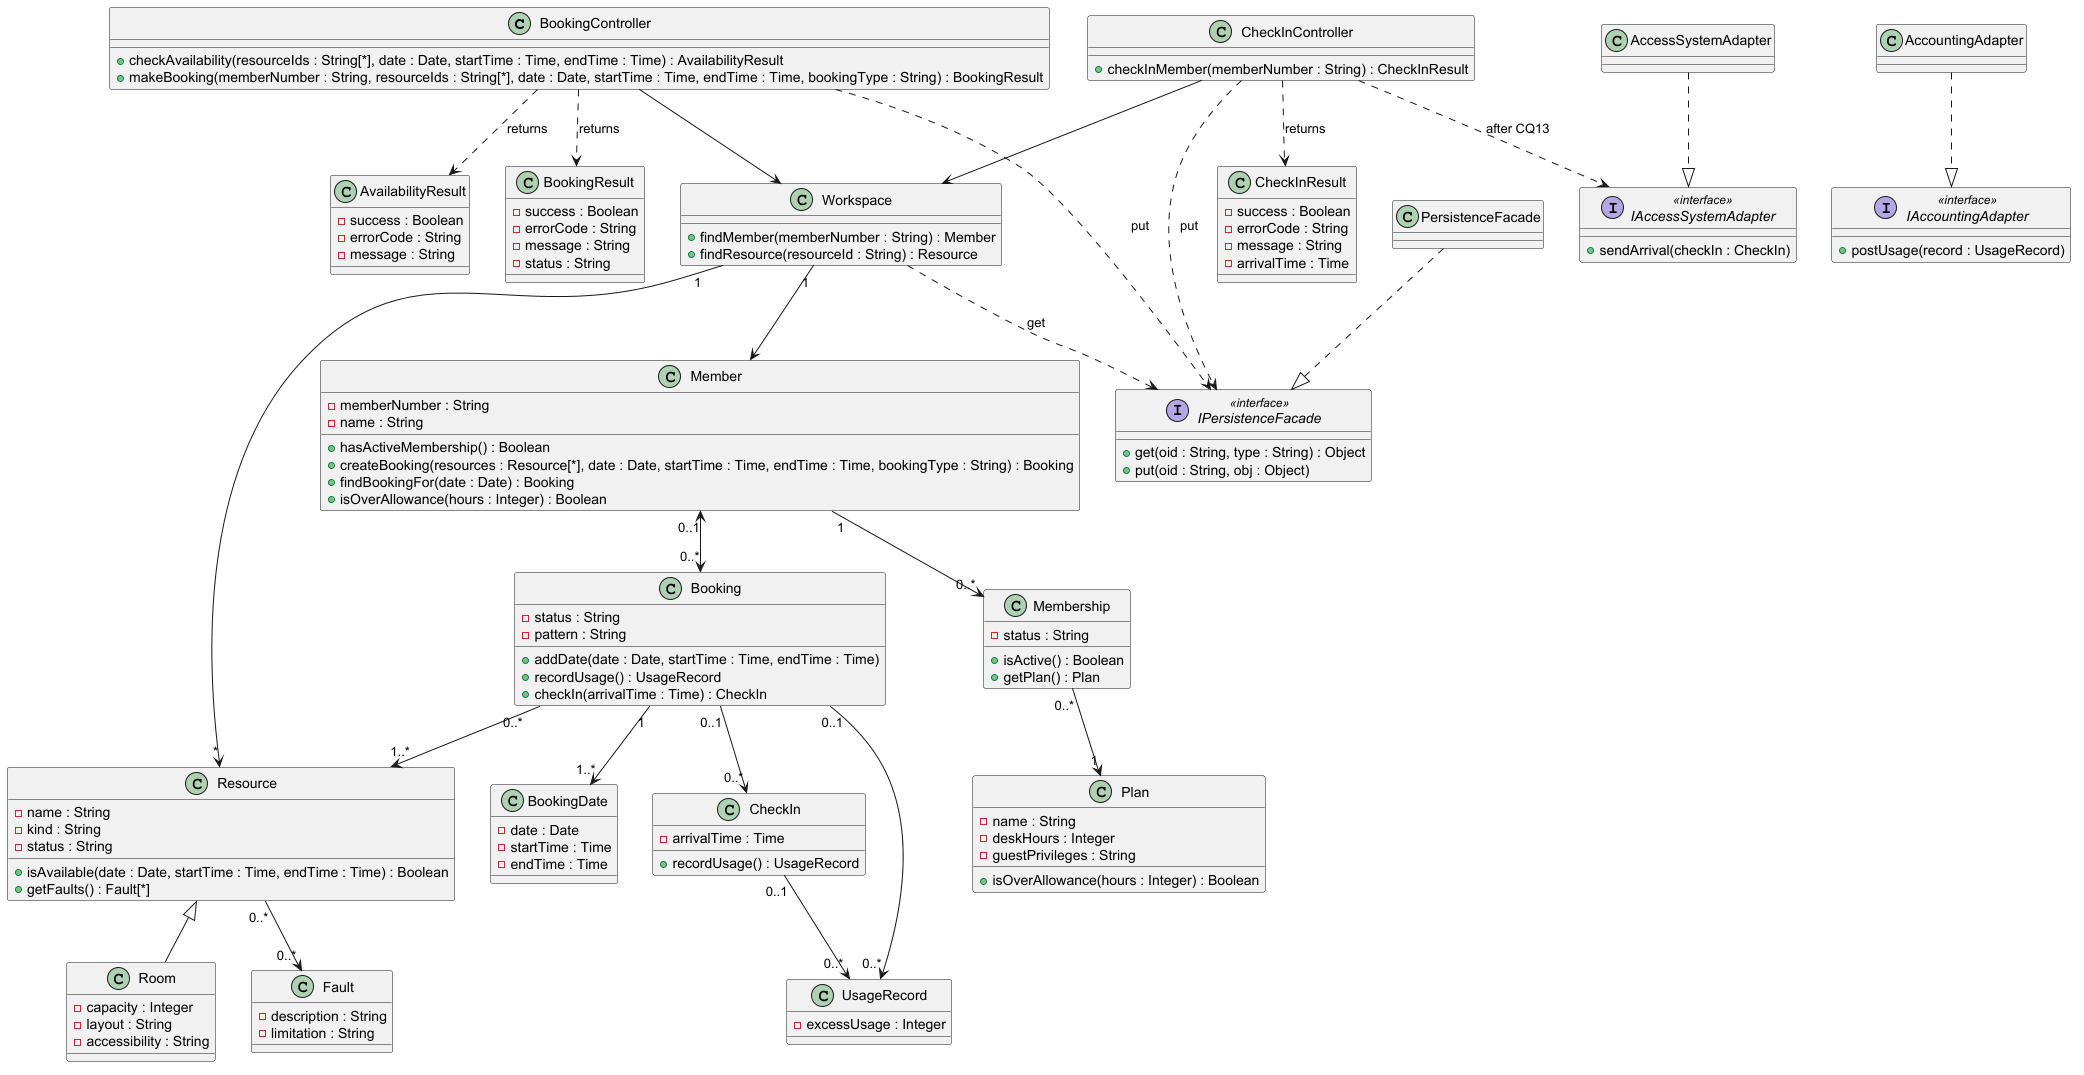 BookingController
checkAvailability(resourceIds : String[*], date : Date, startTime : Time, endTime : Time) : AvailabilityResult
makeBooking(memberNumber : String, resourceIds : String[*], date : Date, startTime : Time, endTime : Time, bookingType : String) : BookingResult
CheckInController
checkInMember(memberNumber : String) : CheckInResult
AccessSystemAdapter
AccountingAdapter
returns
returns
returns
after CQ13
put
put
AvailabilityResult
success : Boolean
errorCode : String
message : String
BookingResult
success : Boolean
errorCode : String
message : String
status : String
Workspace
findMember(memberNumber : String) : Member
findResource(resourceId : String) : Resource
CheckInResult
success : Boolean
errorCode : String
message : String
arrivalTime : Time
PersistenceFacade
«interface»
IAccessSystemAdapter
sendArrival(checkIn : CheckIn)
«interface»
IAccountingAdapter
postUsage(record : UsageRecord)
1
1
get
Member
memberNumber : String
name : String
hasActiveMembership() : Boolean
createBooking(resources : Resource[*], date : Date, startTime : Time, endTime : Time, bookingType : String) : Booking
findBookingFor(date : Date) : Booking
isOverAllowance(hours : Integer) : Boolean
«interface»
IPersistenceFacade
get(oid : String, type : String) : Object
put(oid : String, obj : Object)
0..1
0..*
1
0..*
Booking
status : String
pattern : String
addDate(date : Date, startTime : Time, endTime : Time)
recordUsage() : UsageRecord
checkIn(arrivalTime : Time) : CheckIn
Membership
status : String
isActive() : Boolean
getPlan() : Plan
0..*
1
0..1
0..1
0..*
*
1..*
1..*
0..*
1
Resource
name : String
kind : String
status : String
isAvailable(date : Date, startTime : Time, endTime : Time) : Boolean
getFaults() : Fault[*]
BookingDate
date : Date
startTime : Time
endTime : Time
CheckIn
arrivalTime : Time
recordUsage() : UsageRecord
Plan
name : String
deskHours : Integer
guestPrivileges : String
isOverAllowance(hours : Integer) : Boolean
0..*
0..*
0..1
0..*
0..*
Room
capacity : Integer
layout : String
accessibility : String
Fault
description : String
limitation : String
UsageRecord
excessUsage : Integer